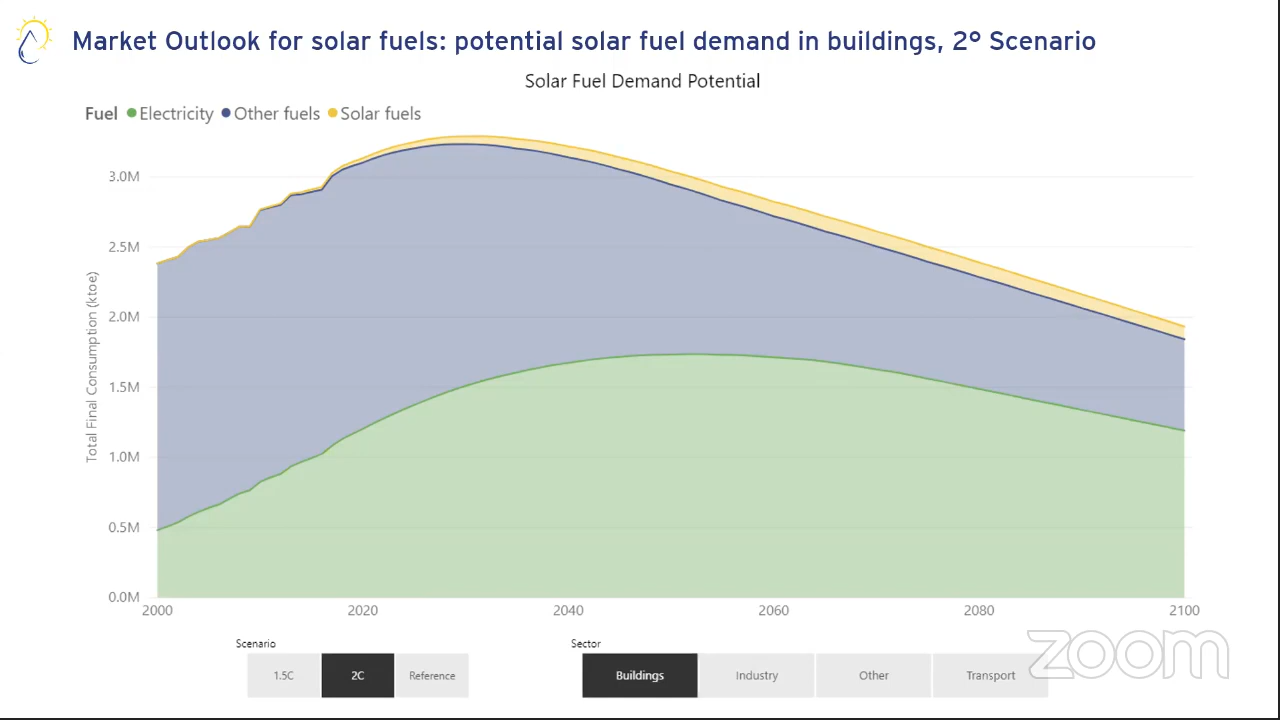 Market Outlook for solar fuels: potential solar fuel demand in buildings, 2° Scenario
Solar Fuel Demand Potential
Fuel Electricity Other fuels Solar fuels
Total Final Consumption (ktoe)
3.0M
2.5M
2.0M
1.5M
1.0M
0.5M
0.0M
2000 2020 2040 2060 2080 2100
Scenario
1.5C 2C Reference
Sector
Buildings Industry Other Transport
zoom